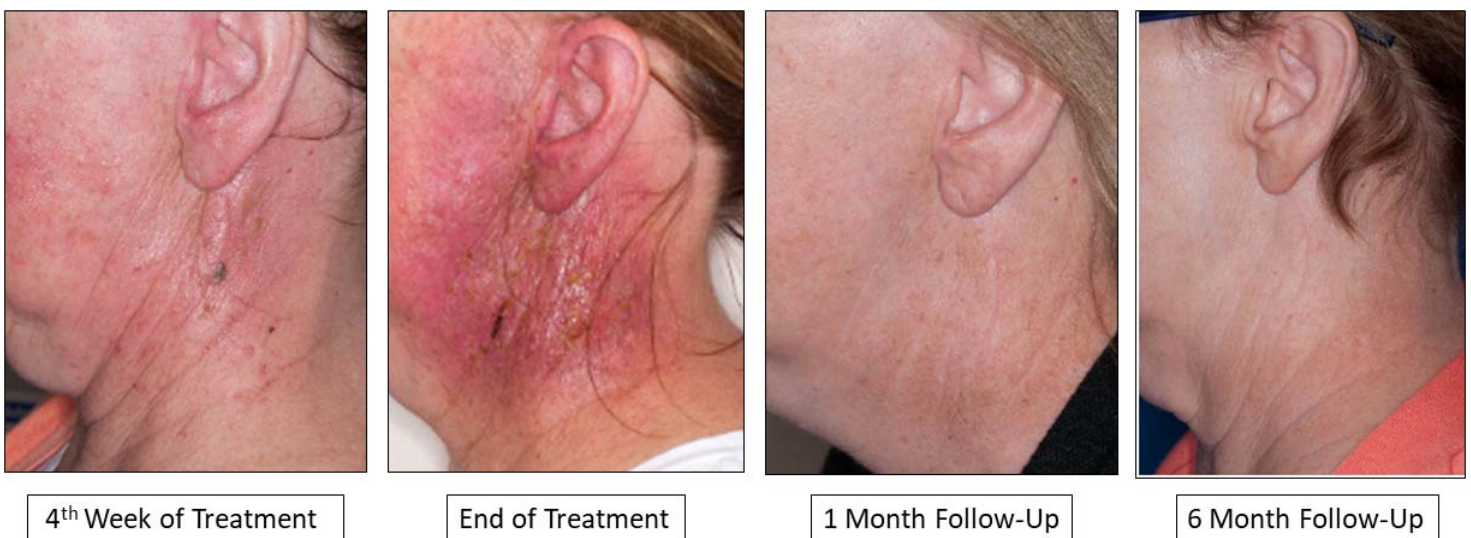 4th Week of Treatment
End of Treatment
1 Month Follow-Up
6 Month Follow-Up